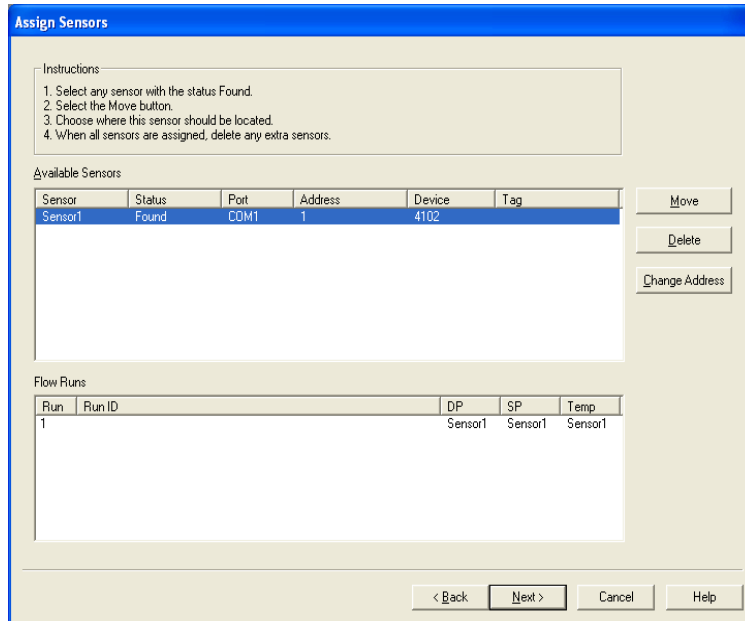 Assign Sensors
Instructions
1. Select any sensor with the status Found.
2. Select the Move button.
3. Choose where this sensor should be located.
4. When all sensors are assigned, delete any extra sensors.
Available Sensors
Sensor Status Port Address Device Tag
Sensor1 Found COM1 1 4102
Move
Delete
Change Address
Flow Runs
Run Run ID DP SP Temp
1 Sensor1 Sensor1 Sensor1
< Back Next > Cancel Help